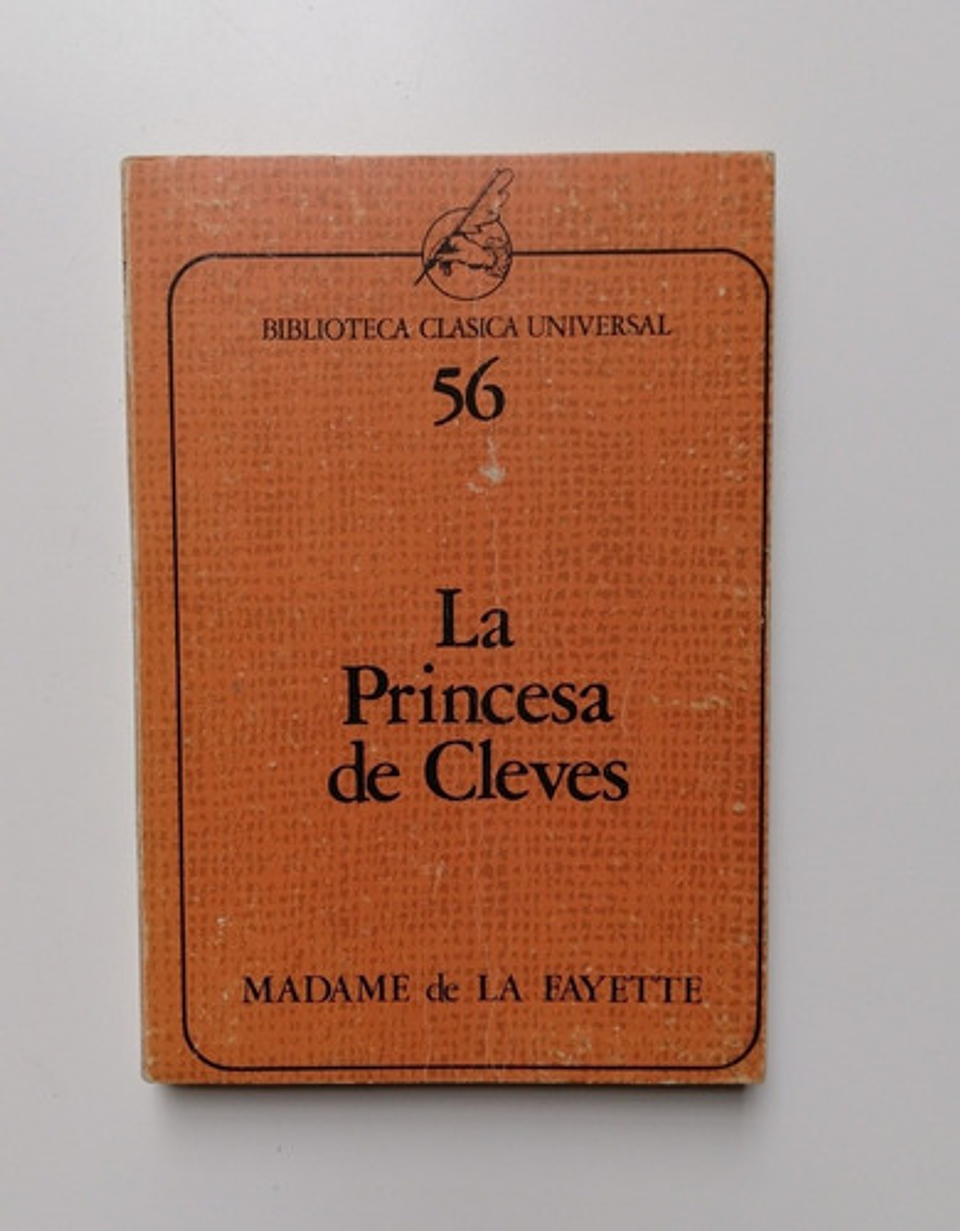 BIBLIOTECA CLASICA UNIVERSAL
56
La
Princesa
de Cleves
MADAME de LA FAYETTE